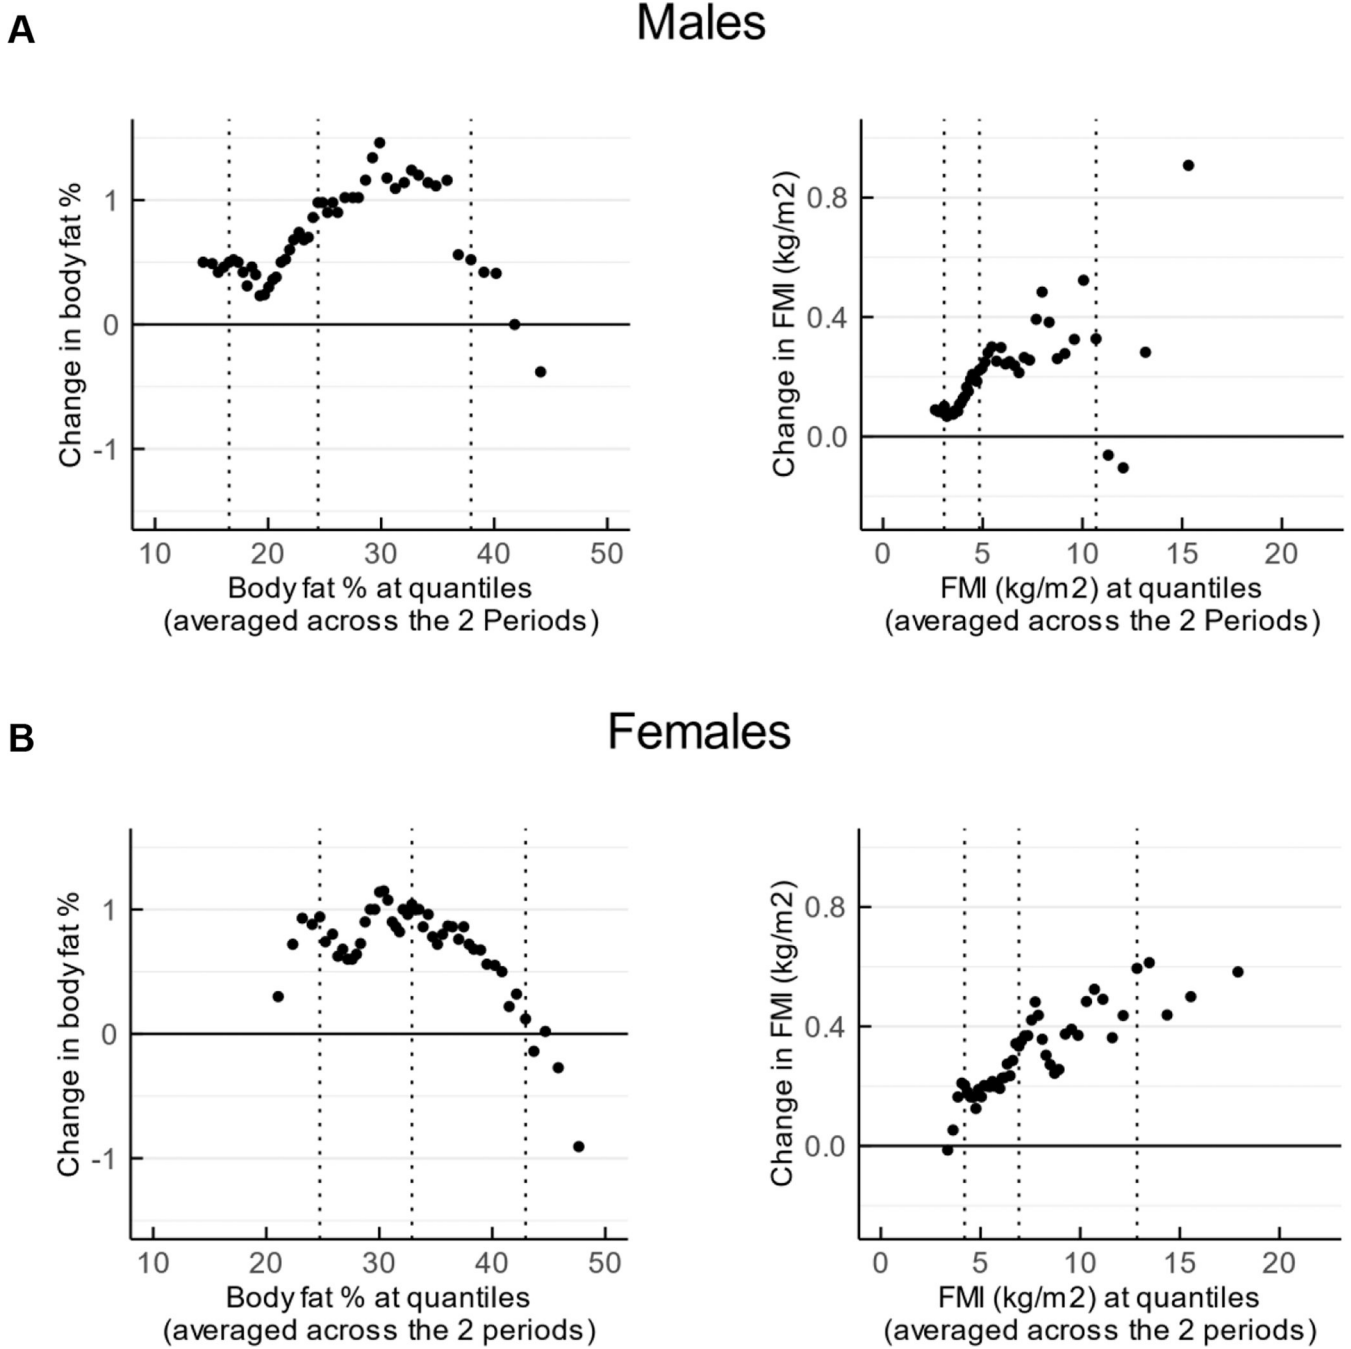 A
Males
Change in body fat %
1
0
-1
10 20 30 40 50
Body fat % at quantiles
(averaged across the 2 Periods)
Change in FMI (kg/m2)
0.8
0.4
0.0
0 5 10 15 20
FMI (kg/m2) at quantiles
(averaged across the 2 Periods)
B
Females
Change in body fat %
1
0
-1
10 20 30 40 50
Body fat % at quantiles
(averaged across the 2 periods)
Change in FMI (kg/m2)
0.8
0.4
0.0
0 5 10 15 20
FMI (kg/m2) at quantiles
(averaged across the 2 periods)